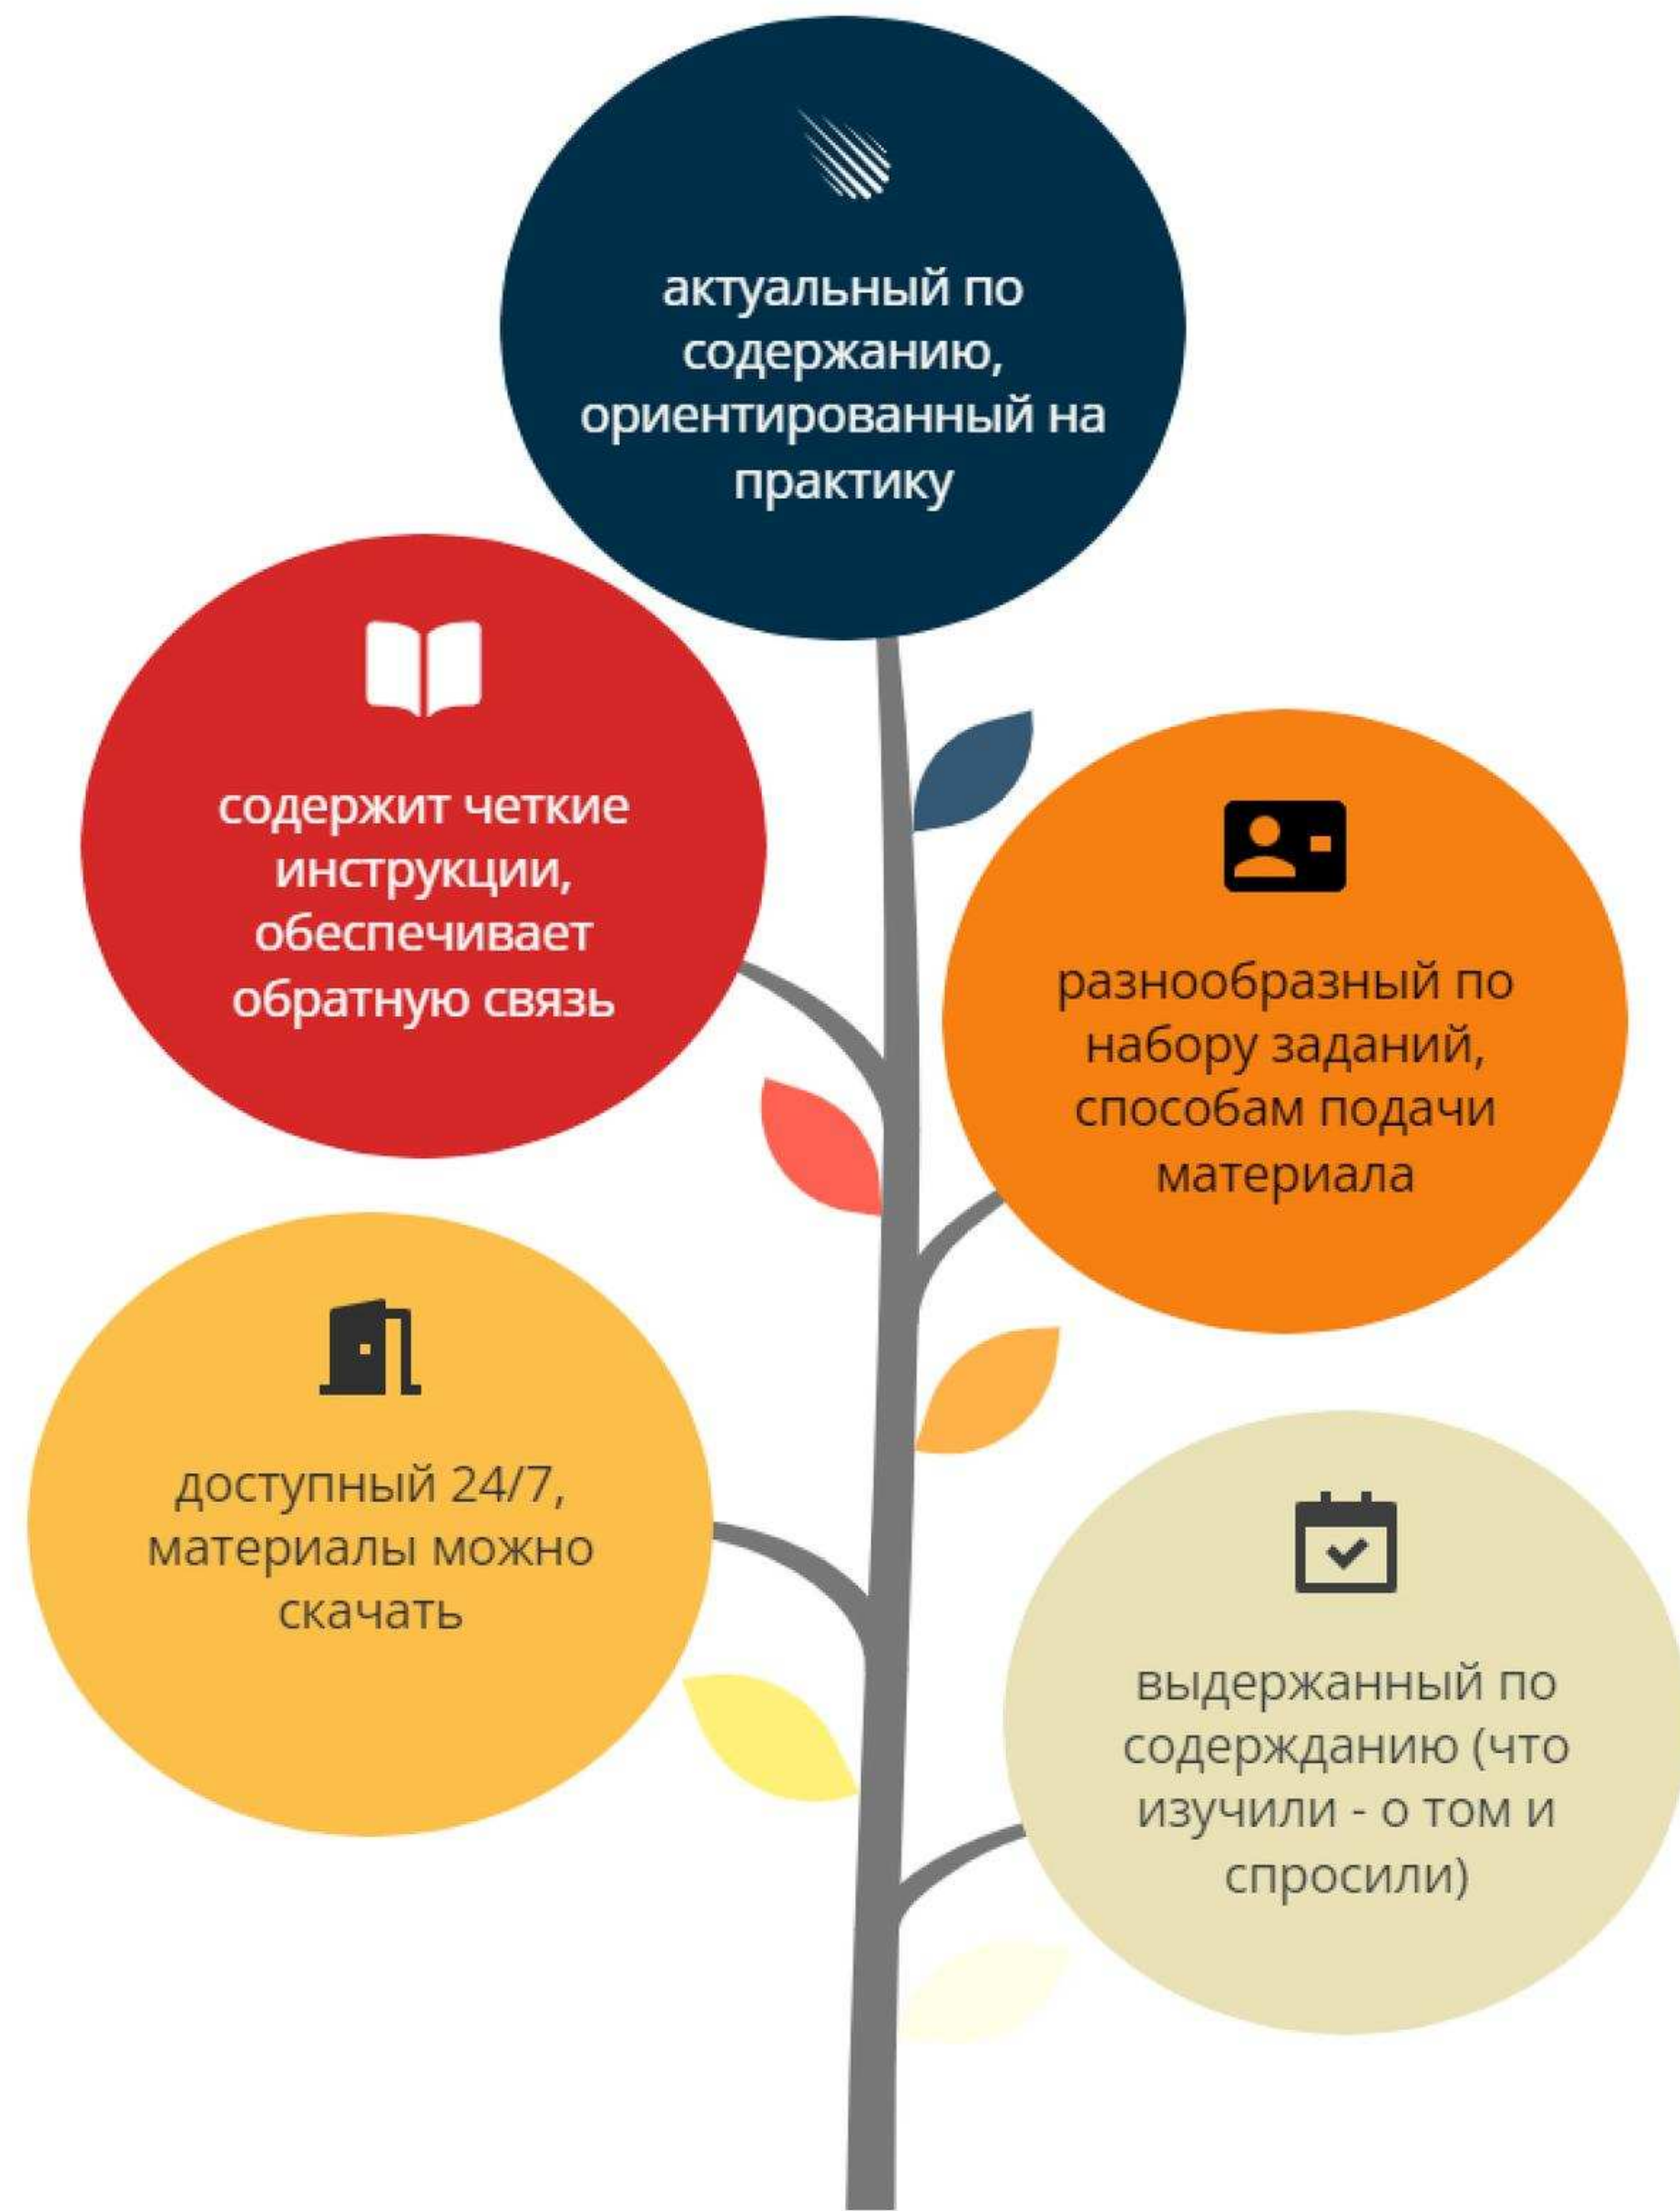 актуальный по
содержанию,
ориентированный на
практику
содержит четкие
инструкции,
обеспечивает
обратную связь
разнообразный по
набору заданий,
способам подачи
материала
доступный 24/7,
материалы можно
скачать
выдержанный по
содержданию (что
изучили - о том и
спросили)